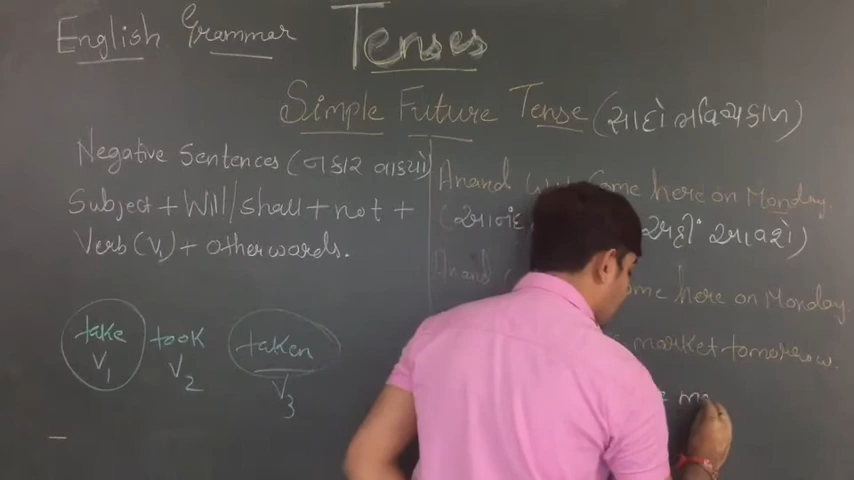 English Grammar
Tenses
Simple Future Tense (સાદો ભવિષ્યકાળ)
Negative Sentences (નકાર વાક્યો)
Subject + Will/shall + not +
Verb (V1) + otherwords.
take
V1
took
V2
taken
V3
Anand will come here on Monday.
(આનંદ અહીં આવશે)
Anand come here on Monday.
market tomorrow.